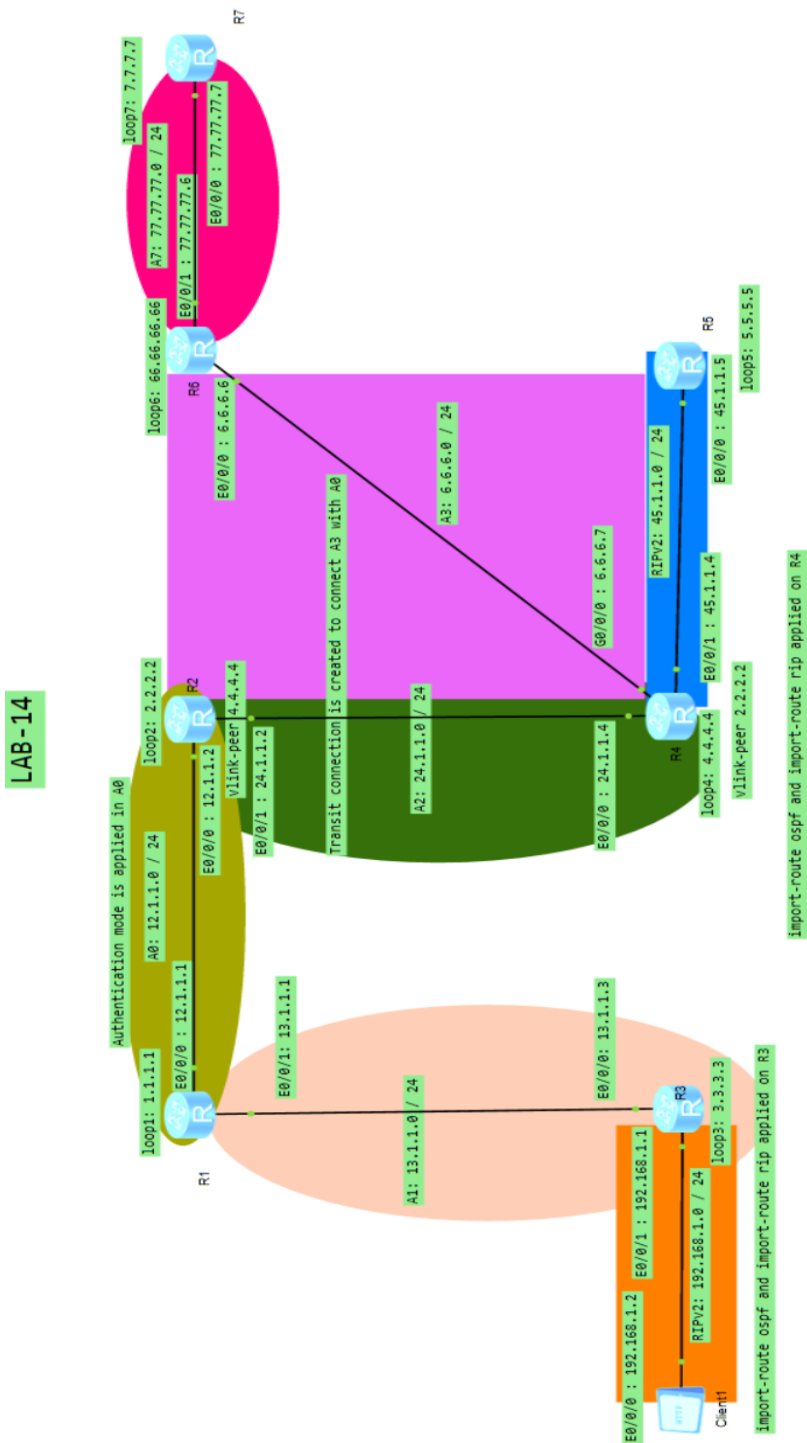 LAB-14
Authentication mode is applied in A0
loop1: 1.1.1.1
A0: 12.1.1.0 / 24
loop2: 2.2.2.2
E0/0/0 : 12.1.1.1
E0/0/0 : 12.1.1.2
R1
R2
Vlink-peer 4.4.4.4
E0/0/1: 13.1.1.1
E0/0/1 : 24.1.1.2
A1: 13.1.1.0 / 24
A2: 24.1.1.0 / 24
Transit connection is created to connect A3 with A0
loop6: 66.66.66.66
A7: 77.77.77.0 / 24
loop7: 7.7.7.7
E0/0/1 : 77.77.77.6
E0/0/0 : 77.77.77.7
R6
R7
E0/0/0 : 6.6.6.6
A3: 6.6.6.0 / 24
G0/0/0 : 6.6.6.7
E0/0/0: 13.1.1.3
E0/0/0 : 24.1.1.4
E0/0/0 : 192.168.1.2
E0/0/1 : 192.168.1.1
R3
RIPV2: 192.168.1.0 / 24
loop3: 3.3.3.3
HTTP
Client1
import-route ospf and import-route rip applied on R3
R4
loop4: 4.4.4.4
Vlink-peer 2.2.2.2
RIPV2: 45.1.1.0 / 24
E0/0/1 : 45.1.1.4
E0/0/0 : 45.1.1.5
R5
loop5: 5.5.5.5
import-route ospf and import-route rip applied on R4
R
R
R
R
R
R
R